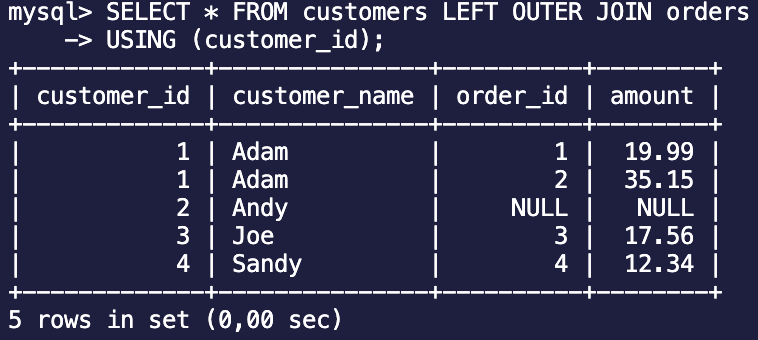 mysql> SELECT * FROM customers LEFT OUTER JOIN orders
    -> USING (customer_id);
+-------------+---------------+----------+--------+
| customer_id | customer_name | order_id | amount |
+-------------+---------------+----------+--------+
|           1 | Adam          |        1 |  19.99 |
|           1 | Adam          |        2 |  35.15 |
|           2 | Andy          |     NULL |   NULL |
|           3 | Joe           |        3 |  17.56 |
|           4 | Sandy         |        4 |  12.34 |
+-------------+---------------+----------+--------+
5 rows in set (0,00 sec)